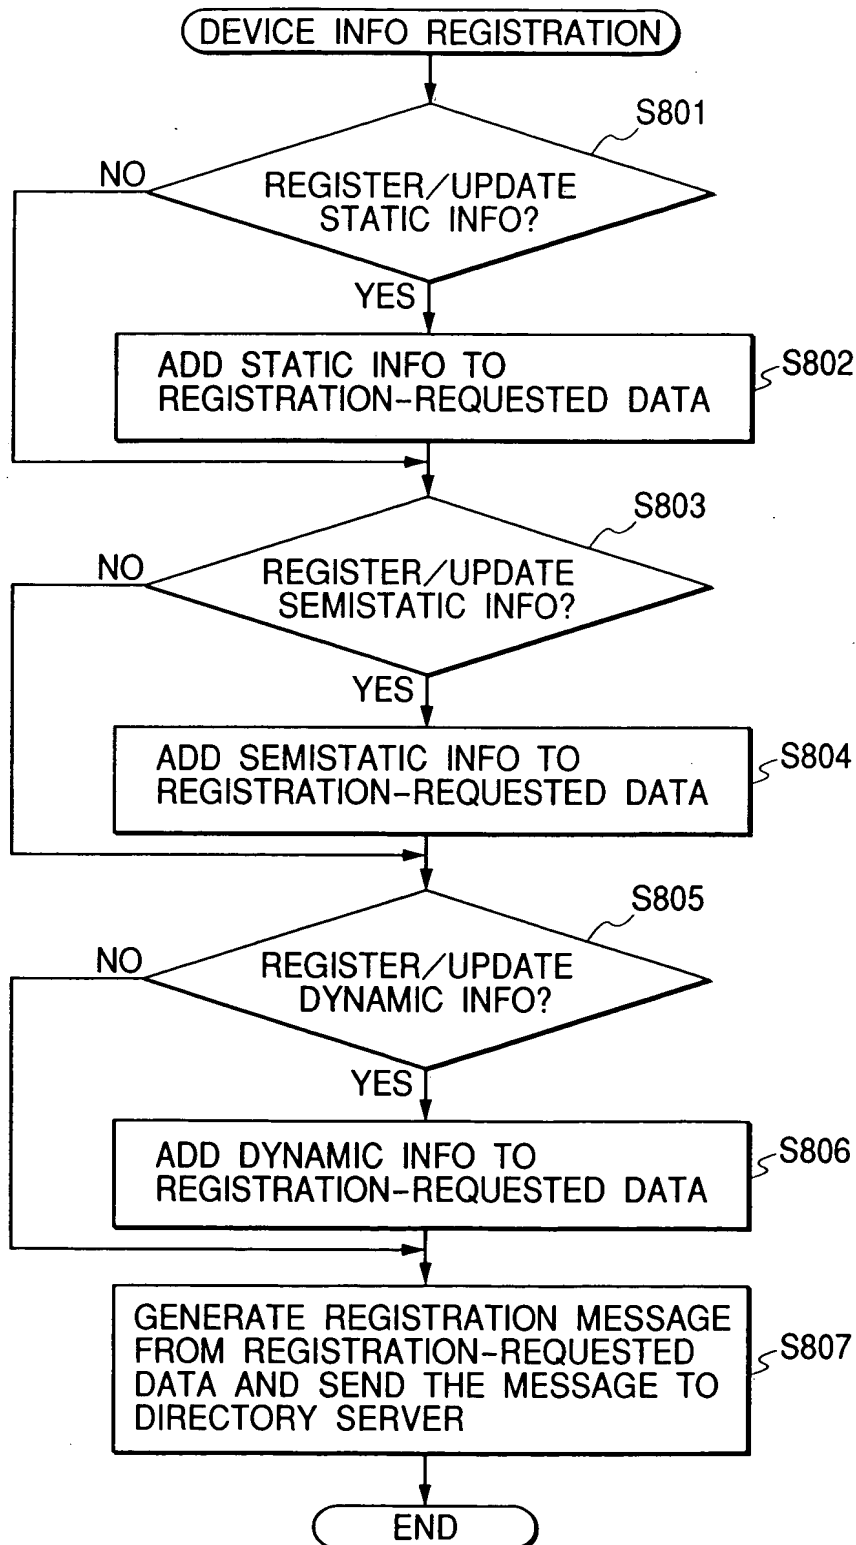 DEVICE INFO REGISTRATION
S801
NO
REGISTER/UPDATE
STATIC INFO?
YES
ADD STATIC INFO TO
REGISTRATION-REQUESTED DATA
S802
S803
NO
REGISTER/UPDATE
SEMISTATIC INFO?
YES
ADD SEMISTATIC INFO TO
REGISTRATION-REQUESTED DATA
S804
S805
NO
REGISTER/UPDATE
DYNAMIC INFO?
YES
ADD DYNAMIC INFO TO
REGISTRATION-REQUESTED DATA
S806
GENERATE REGISTRATION MESSAGE
FROM REGISTRATION-REQUESTED
DATA AND SEND THE MESSAGE TO
DIRECTORY SERVER
S807
END